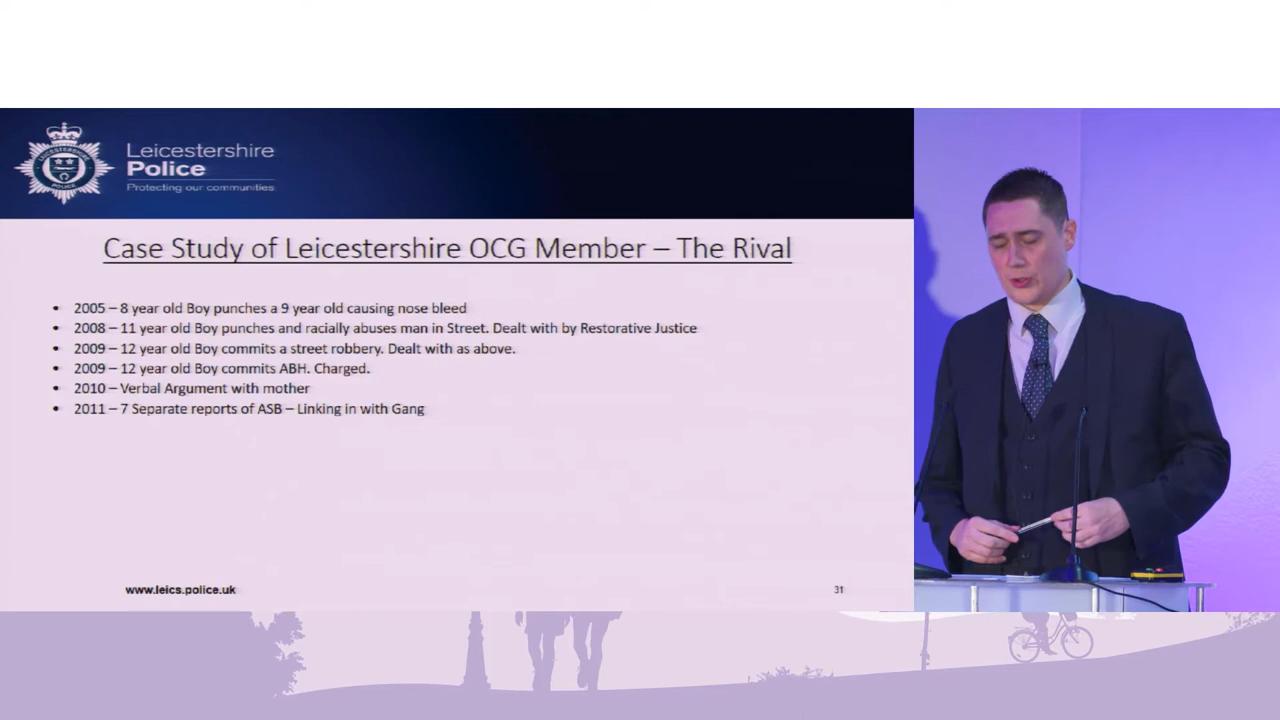 Leicestershire
Police
Protecting our communities
Case Study of Leicestershire OCG Member – The Rival
• 2005 – 8 year old Boy punches a 9 year old causing nose bleed
• 2008 – 11 year old Boy punches and racially abuses man in Street. Dealt with by Restorative Justice
• 2009 – 12 year old Boy commits a street robbery. Dealt with as above.
• 2009 – 12 year old Boy commits ABH. Charged.
• 2010 – Verbal Argument with mother
• 2011 – 7 Separate reports of ASB – Linking in with Gang
www.leics.police.uk
31